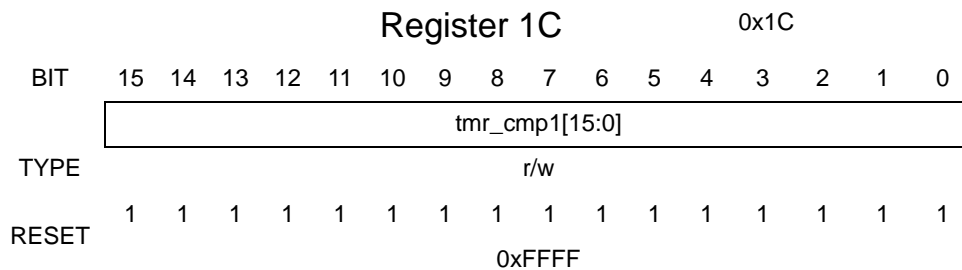 Register 1C 0x1C
BIT 15 14 13 12 11 10 9 8 7 6 5 4 3 2 1 0
tmr_cmp1[15:0]
TYPE r/w
1 1 1 1 1 1 1 1 1 1 1 1 1 1 1 1
RESET
0xFFFF